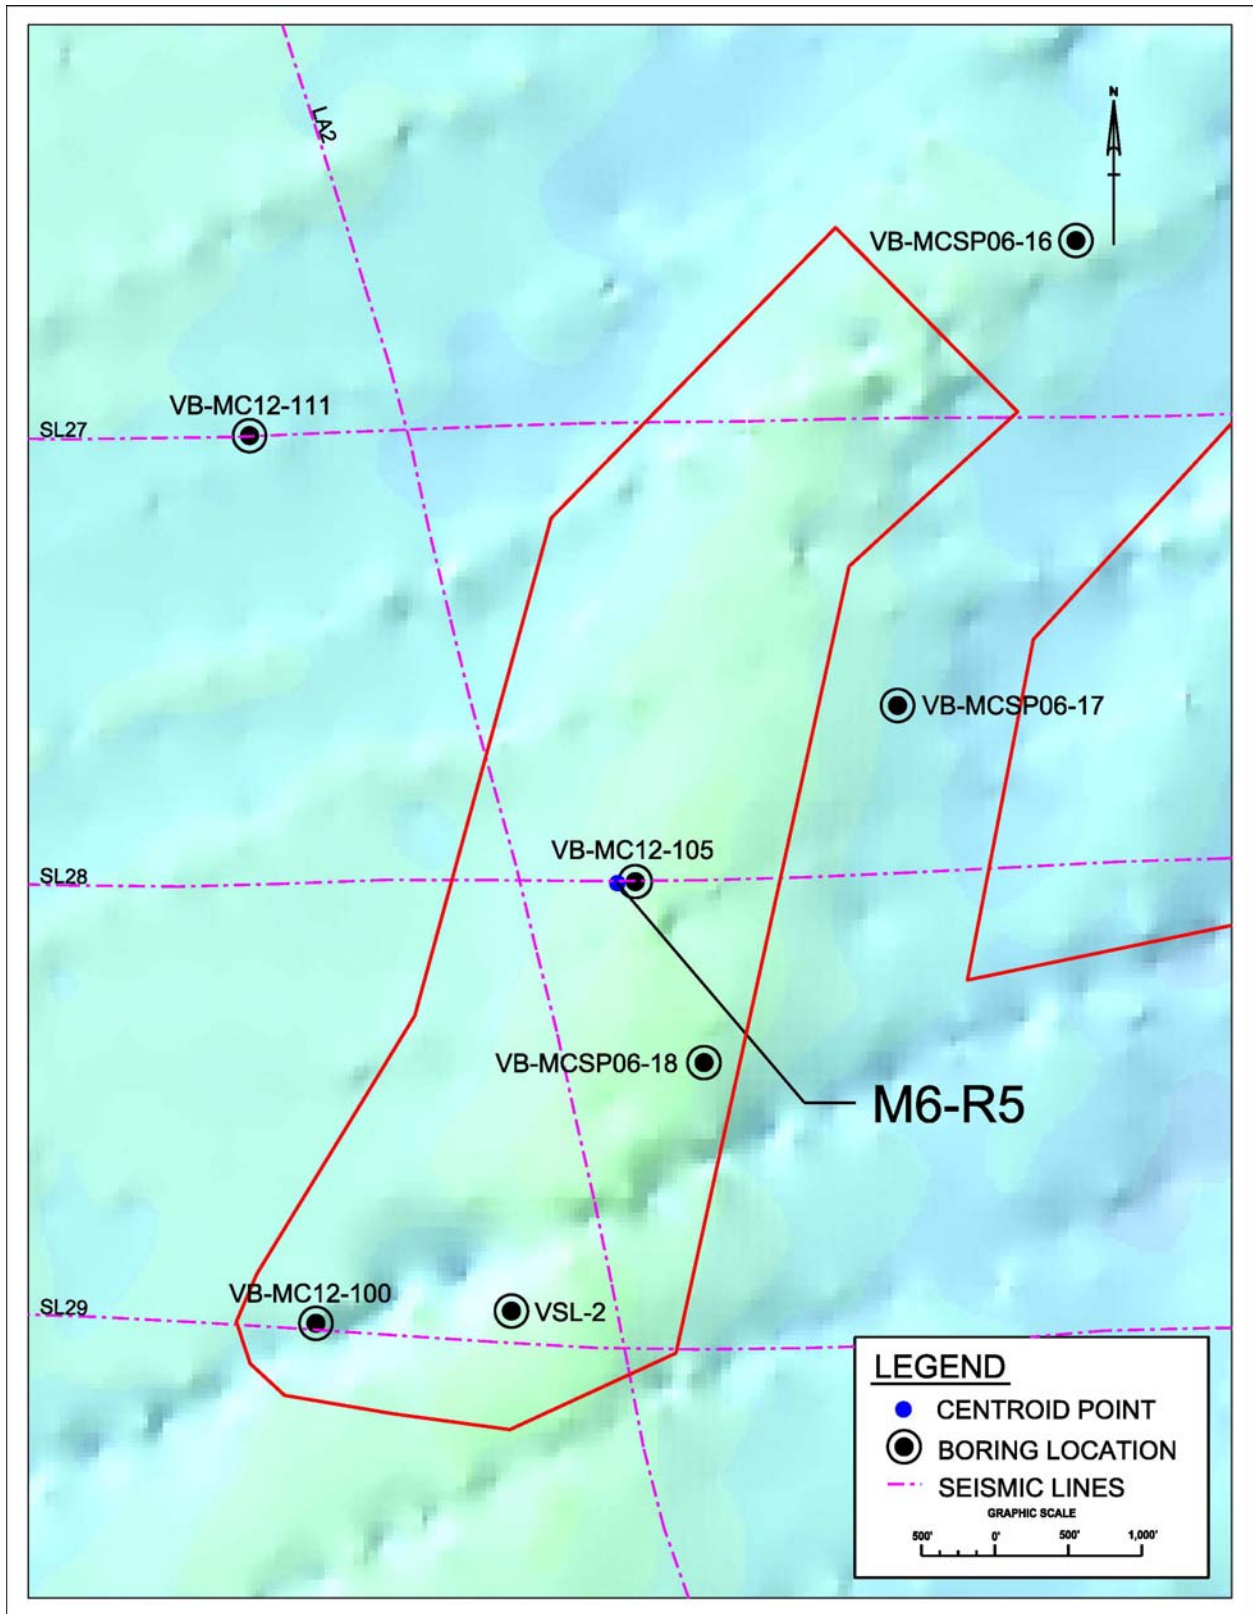 N
LA2
VB-MCSP06-16
VB-MC12-111
SL27
VB-MCSP06-17
VB-MC12-105
SL28
VB-MCSP06-18
M6-R5
VB-MC12-100
SL29
VSL-2
LEGEND
CENTROID POINT
BORING LOCATION
SEISMIC LINES
GRAPHIC SCALE
500' 0' 500' 1,000'